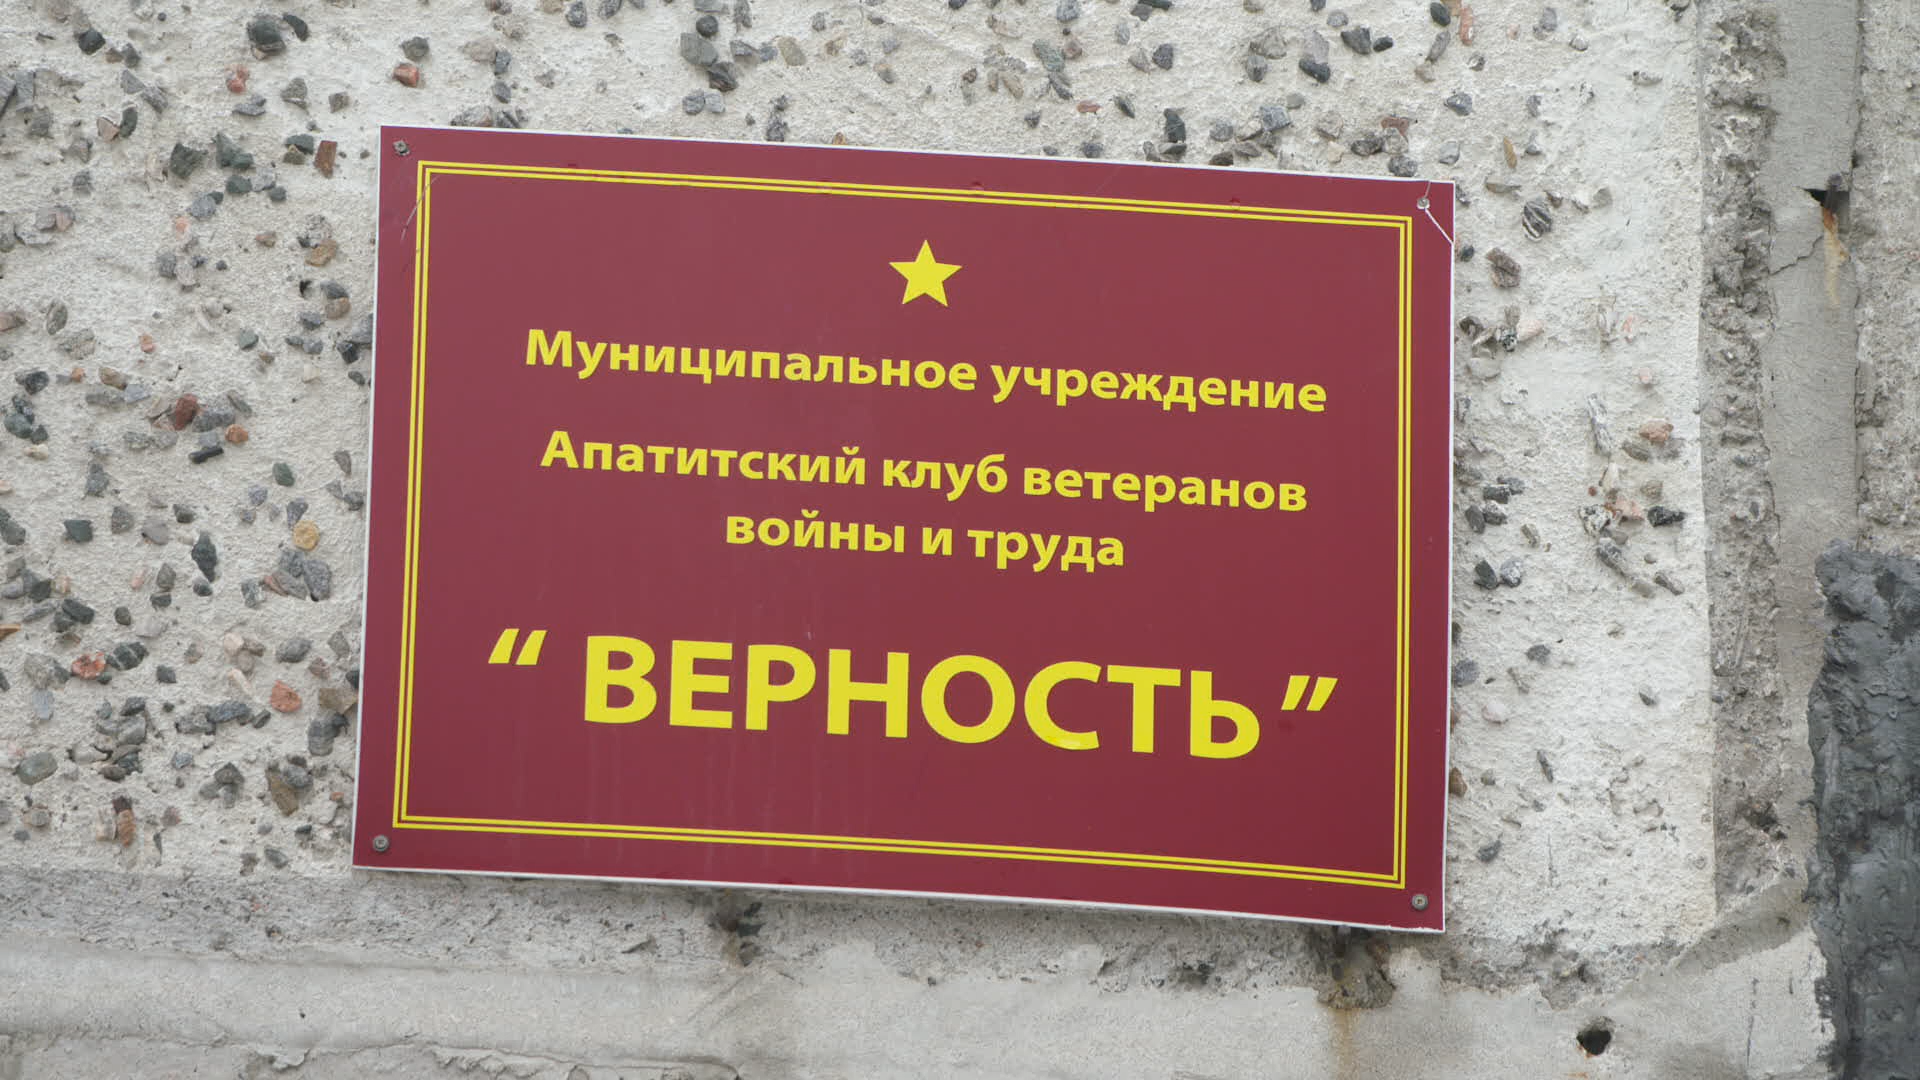 Муниципальное учреждение
Апатитский клуб ветеранов
войны и труда
“ ВЕРНОСТЬ ”